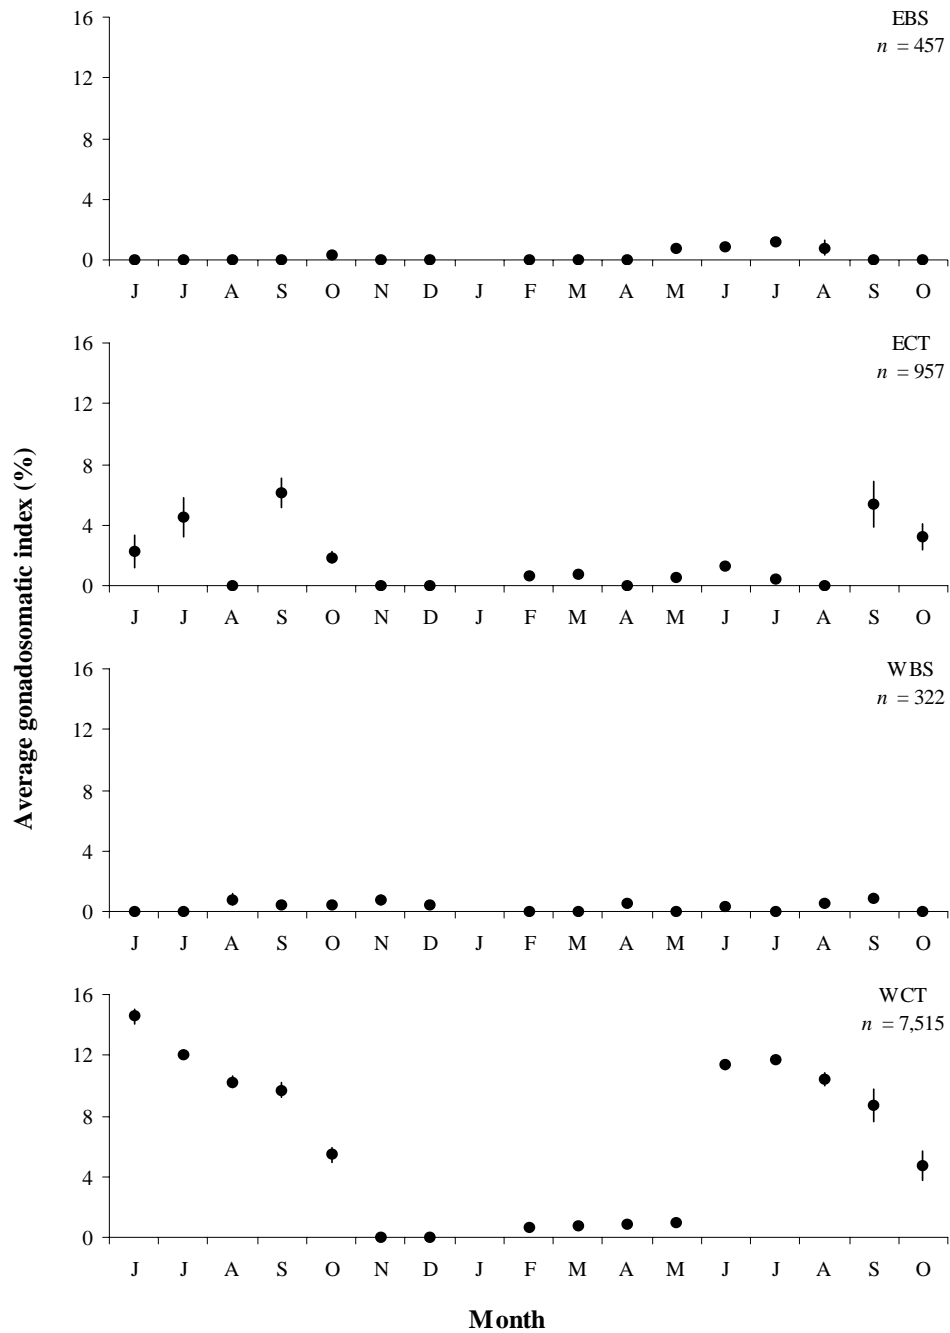 16
12
8
4
0
EBS
n = 457
J J A S O N D J F M A M J J A S O
16
12
8
4
0
ECT
n = 957
J J A S O N D J F M A M J J A S O
16
12
8
4
0
WBS
n = 322
J J A S O N D J F M A M J J A S O
16
12
8
4
0
WCT
n = 7,515
J J A S O N D J F M A M J J A S O
Average gonadosomatic index (%)
Month